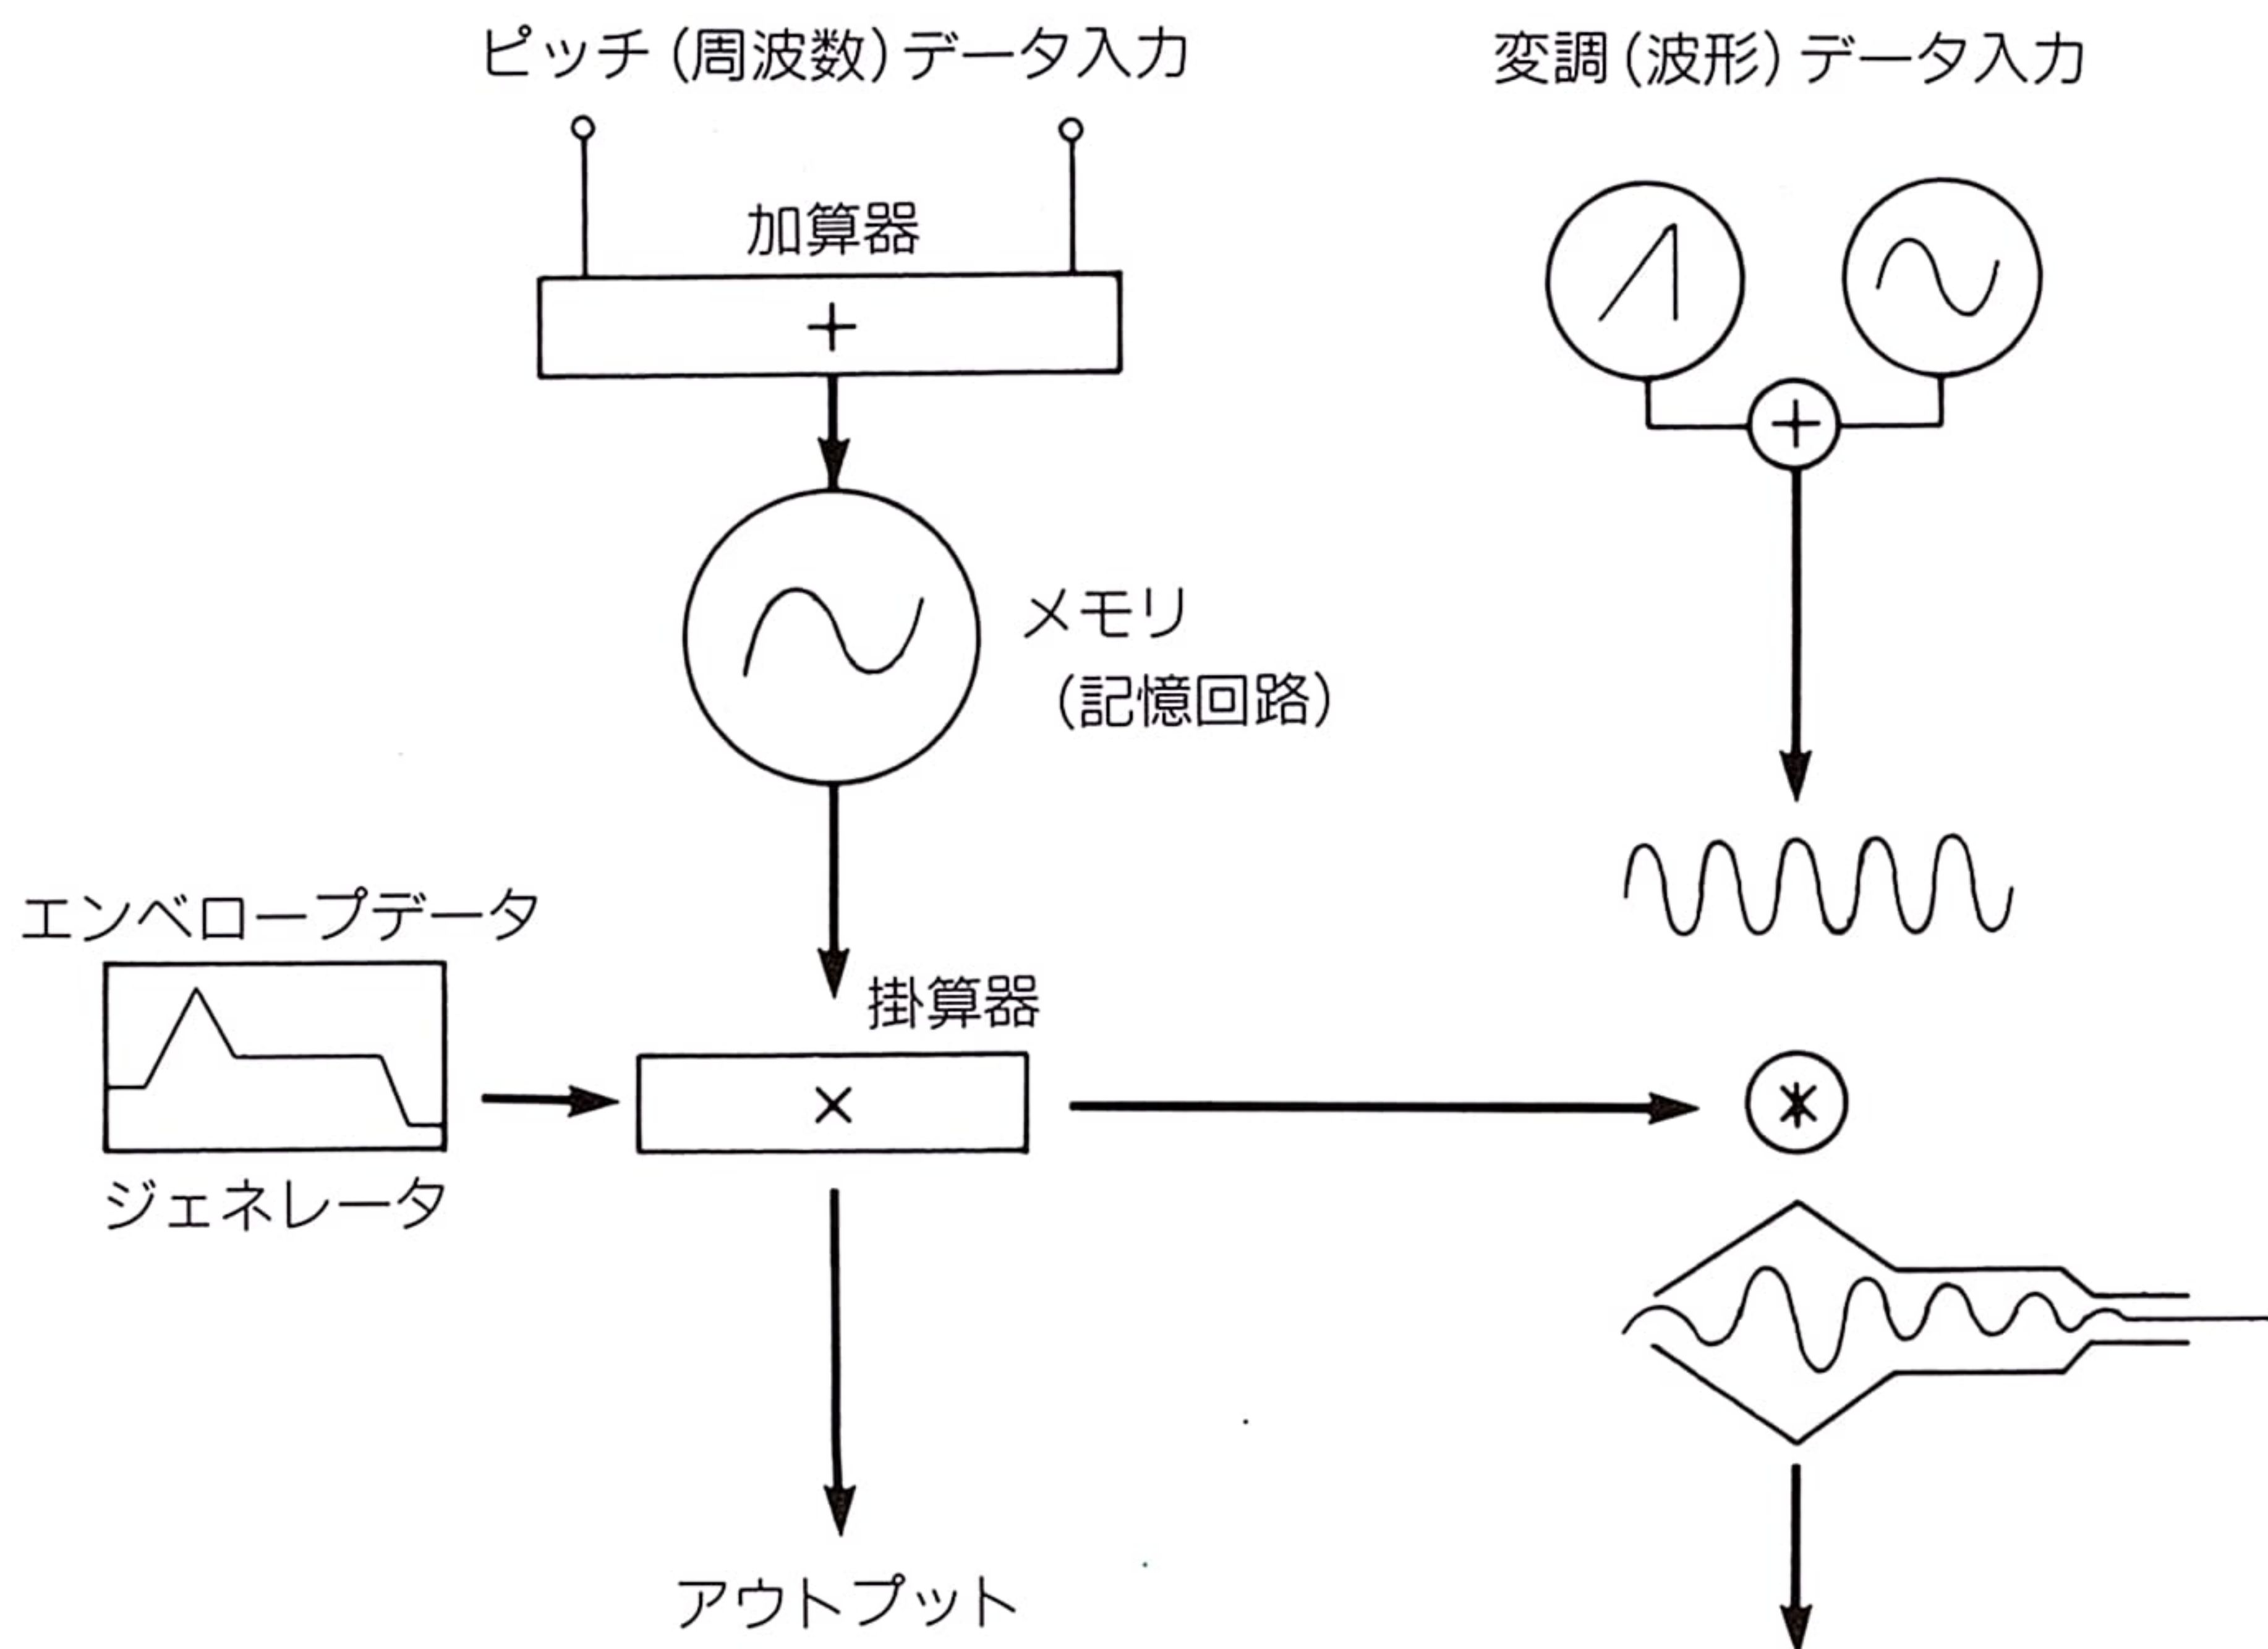 ピッチ(周波数)データ入力
変調(波形)データ入力
加算器
+
+
メモリ
(記憶回路)
エンベロープデータ
掛算器
×
*
ジェネレータ
アウトプット